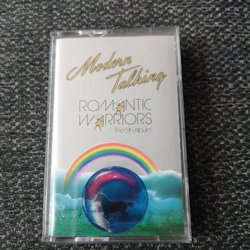 Modern
Talking
ROMANTIC
WARRIORS
The 5th Album